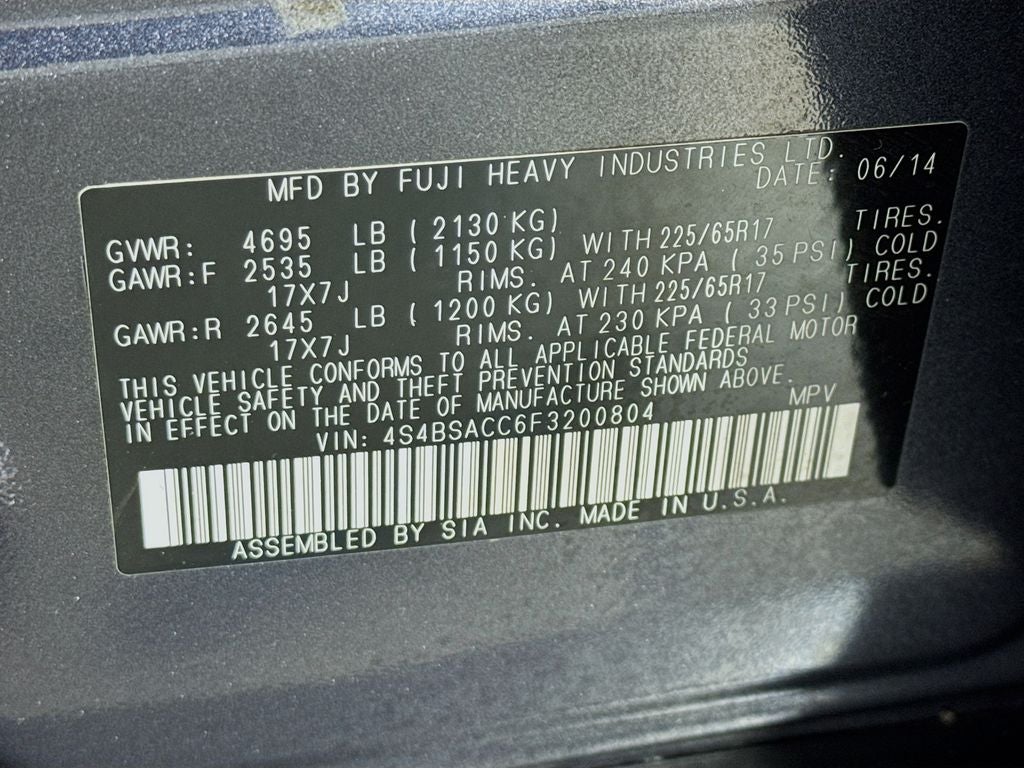 MFD BY FUJI HEAVY INDUSTRIES LTD.
DATE: 06/14
GVWR: 4695 LB ( 2130 KG)
GAWR:F 2535 LB ( 1150 KG) WITH 225/65R17 TIRES.
17X7J RIMS. AT 240 KPA ( 35 PSI) COLD
GAWR:R 2645 LB ( 1200 KG) WITH 225/65R17 TIRES.
17X7J RIMS. AT 230 KPA ( 33 PSI) COLD
THIS VEHICLE CONFORMS TO ALL APPLICABLE FEDERAL MOTOR
VEHICLE SAFETY AND THEFT PREVENTION STANDARDS
IN EFFECT ON THE DATE OF MANUFACTURE SHOWN ABOVE.
VIN: 4S4BSACC6F3200804 MPV
ASSEMBLED BY SIA INC. MADE IN U.S.A.